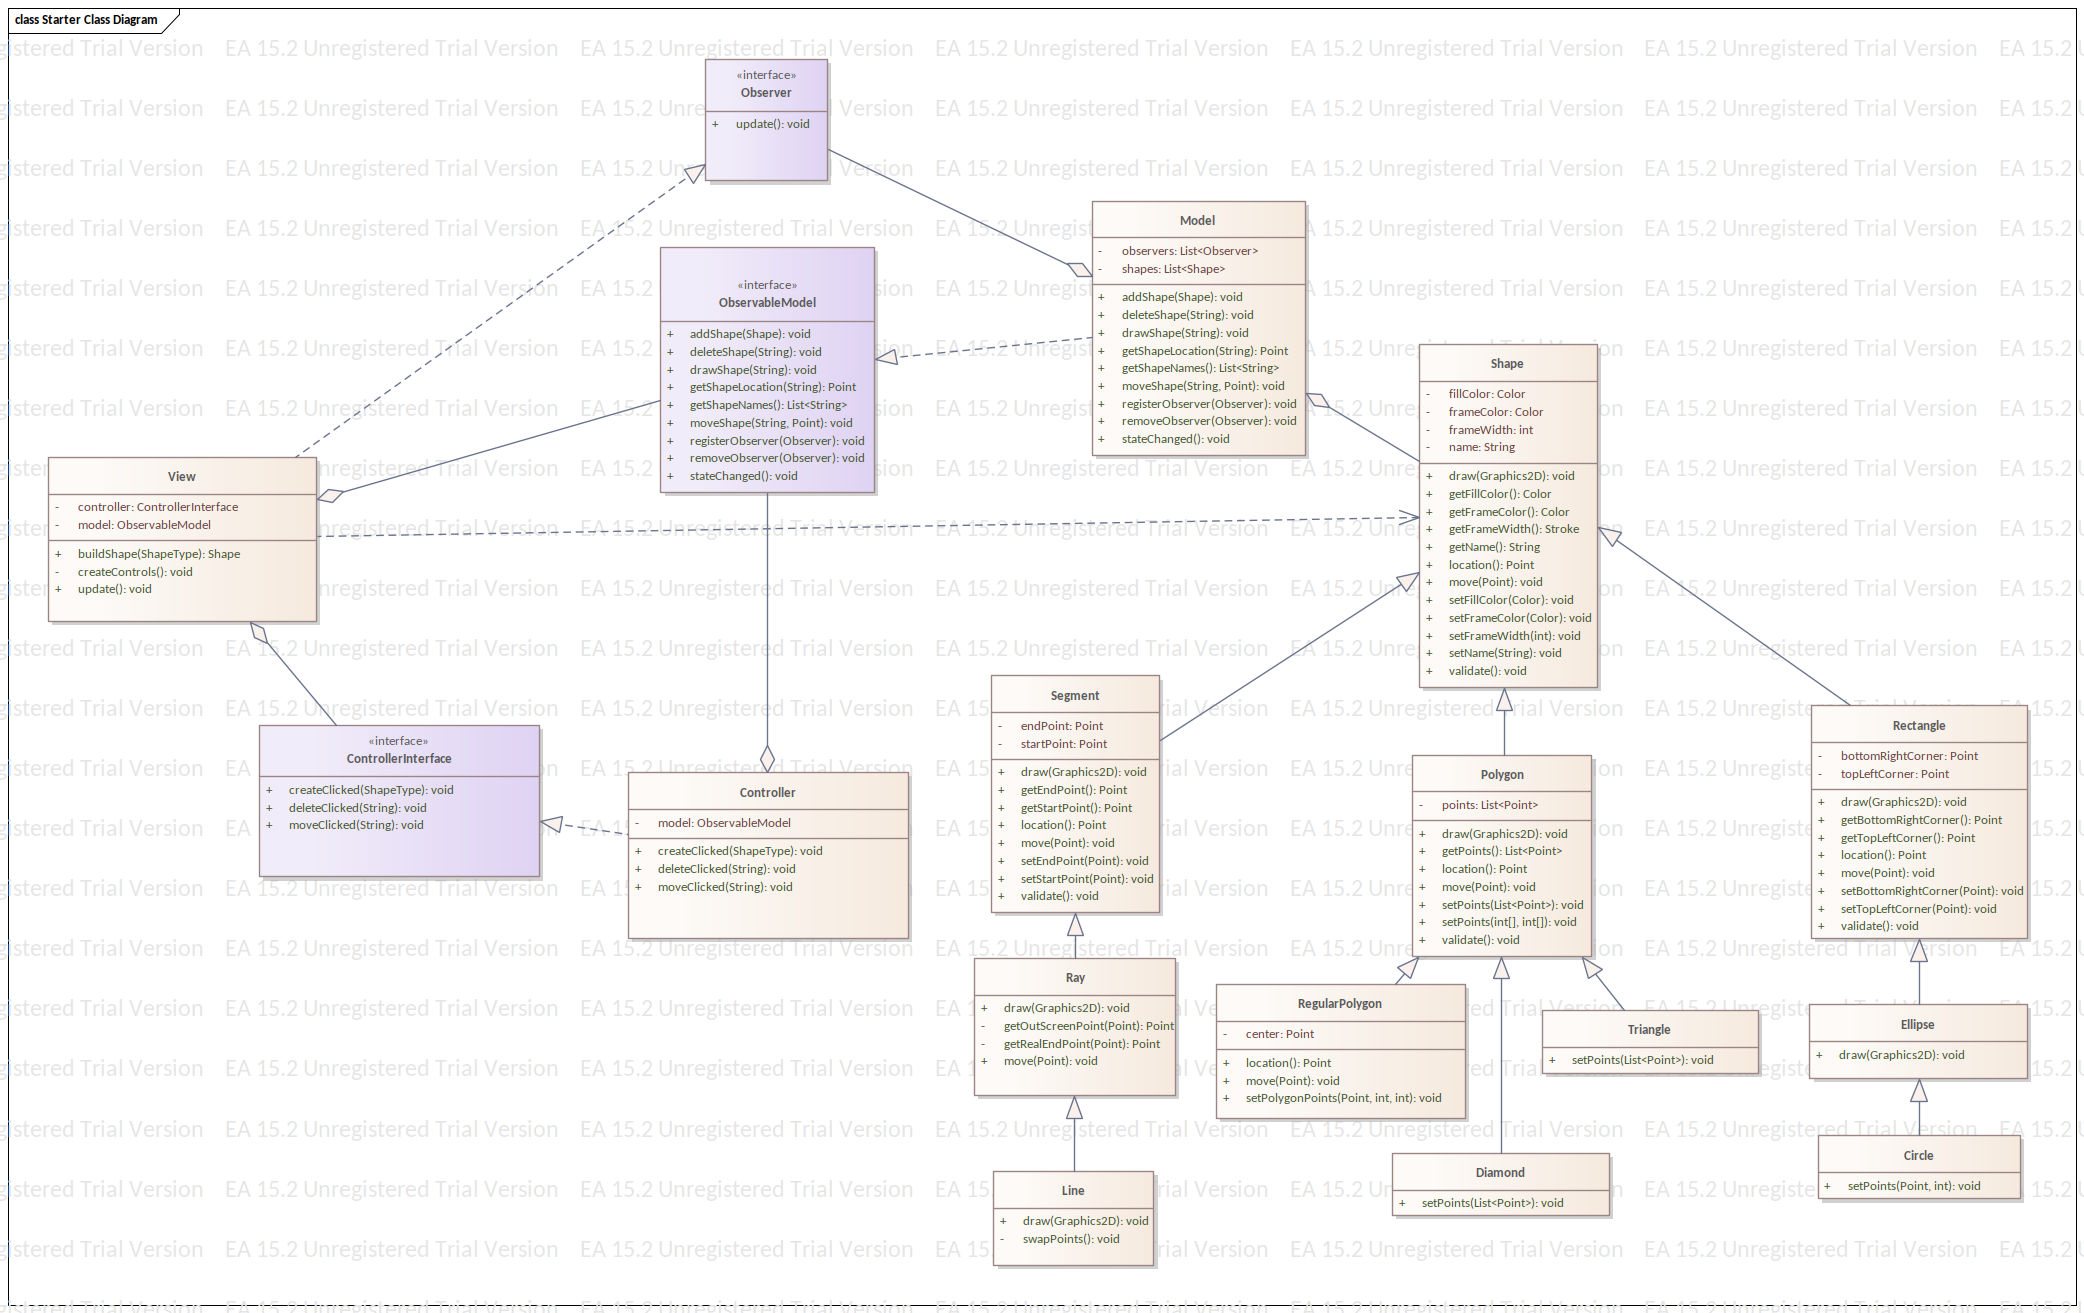 class Starter Class Diagram
«interface»
Observer
+ update(): void
Model
- observers: List<Observer>
- shapes: List<Shape>
+ addShape(Shape): void
+ deleteShape(String): void
+ drawShape(String): void
+ getShapeLocation(String): Point
+ getShapeNames(): List<String>
+ moveShape(String, Point): void
+ registerObserver(Observer): void
+ removeObserver(Observer): void
+ stateChanged(): void
«interface»
ObservableModel
+ addShape(Shape): void
+ deleteShape(String): void
+ drawShape(String): void
+ getShapeLocation(String): Point
+ getShapeNames(): List<String>
+ moveShape(String, Point): void
+ registerObserver(Observer): void
+ removeObserver(Observer): void
+ stateChanged(): void
Shape
- fillColor: Color
- frameColor: Color
- frameWidth: int
- name: String
+ draw(Graphics2D): void
+ getFillColor(): Color
+ getFrameColor(): Color
+ getFrameWidth(): Stroke
+ getName(): String
+ location(): Point
+ move(Point): void
+ setFillColor(Color): void
+ setFrameColor(Color): void
+ setFrameWidth(int): void
+ setName(String): void
+ validate(): void
View
- controller: ControllerInterface
- model: ObservableModel
+ buildShape(ShapeType): Shape
- createControls(): void
+ update(): void
«interface»
ControllerInterface
+ createClicked(ShapeType): void
+ deleteClicked(String): void
+ moveClicked(String): void
Controller
- model: ObservableModel
+ createClicked(ShapeType): void
+ deleteClicked(String): void
+ moveClicked(String): void
Segment
- endPoint: Point
- startPoint: Point
+ draw(Graphics2D): void
+ getEndPoint(): Point
+ getStartPoint(): Point
+ location(): Point
+ move(Point): void
+ setEndPoint(Point): void
+ setStartPoint(Point): void
+ validate(): void
Polygon
- points: List<Point>
+ draw(Graphics2D): void
+ getPoints(): List<Point>
+ location(): Point
+ move(Point): void
+ setPoints(List<Point>): void
+ setPoints(int[], int[]): void
+ validate(): void
Rectangle
- bottomRightCorner: Point
- topLeftCorner: Point
+ draw(Graphics2D): void
+ getBottomRightCorner(): Point
+ getTopLeftCorner(): Point
+ location(): Point
+ move(Point): void
+ setBottomRightCorner(Point): void
+ setTopLeftCorner(Point): void
+ validate(): void
Ray
+ draw(Graphics2D): void
- getOutScreenPoint(Point): Point
- getRealEndPoint(Point): Point
+ move(Point): void
RegularPolygon
- center: Point
+ location(): Point
+ move(Point): void
+ setPolygonPoints(Point, int, int): void
Triangle
+ setPoints(List<Point>): void
Ellipse
+ draw(Graphics2D): void
Line
+ draw(Graphics2D): void
- swapPoints(): void
Diamond
+ setPoints(List<Point>): void
Circle
+ setPoints(Point, int): void
EA 15.2 Unregistered Trial Version